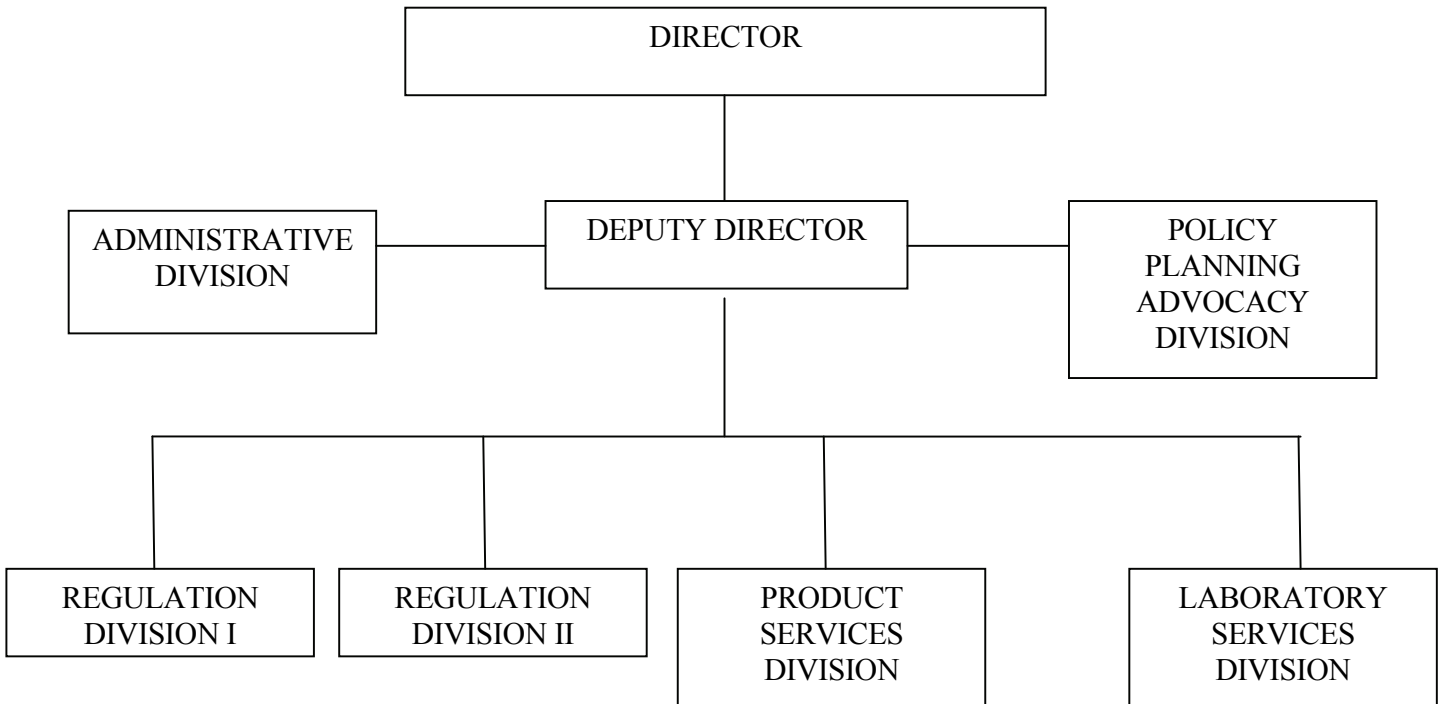 DIRECTOR
ADMINISTRATIVE
DIVISION
DEPUTY DIRECTOR
POLICY
PLANNING
ADVOCACY
DIVISION
REGULATION
DIVISION I
REGULATION
DIVISION II
PRODUCT
SERVICES
DIVISION
LABORATORY
SERVICES
DIVISION